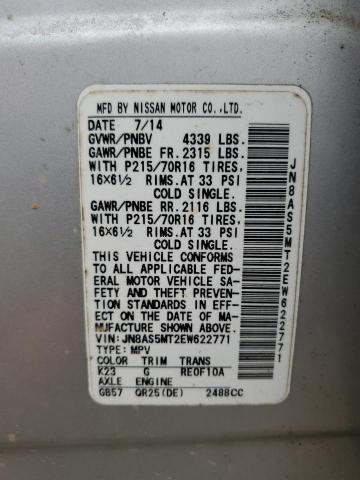 MFD BY NISSAN MOTOR CO.,LTD.
DATE 7/14
GVWR/PNBV 4339 LBS.
GAWR/PNBE FR.2315 LBS.
WITH P215/70R16 TIRES,
16X6½ RIMS.AT 33 PSI
COLD SINGLE.
GAWR/PNBE RR.2116 LBS.
WITH P215/70R16 TIRES,
16X6½ RIMS.AT 33 PSI
COLD SINGLE.
THIS VEHICLE CONFORMS
TO ALL APPLICABLE FED-
ERAL MOTOR VEHICLE SA-
FETY AND THEFT PREVEN-
TION STANDARDS IN EFF-
ECT ON THE DATE OF MA-
NUFACTURE SHOWN ABOVE.
VIN: JN8AS5MT2EW622771
TYPE: MPV
COLOR TRIM TRANS
K23 G RE0F10A
AXLE ENGINE
GB57 QR25(DE) 2488CC
JN8AS5MT2EW622771